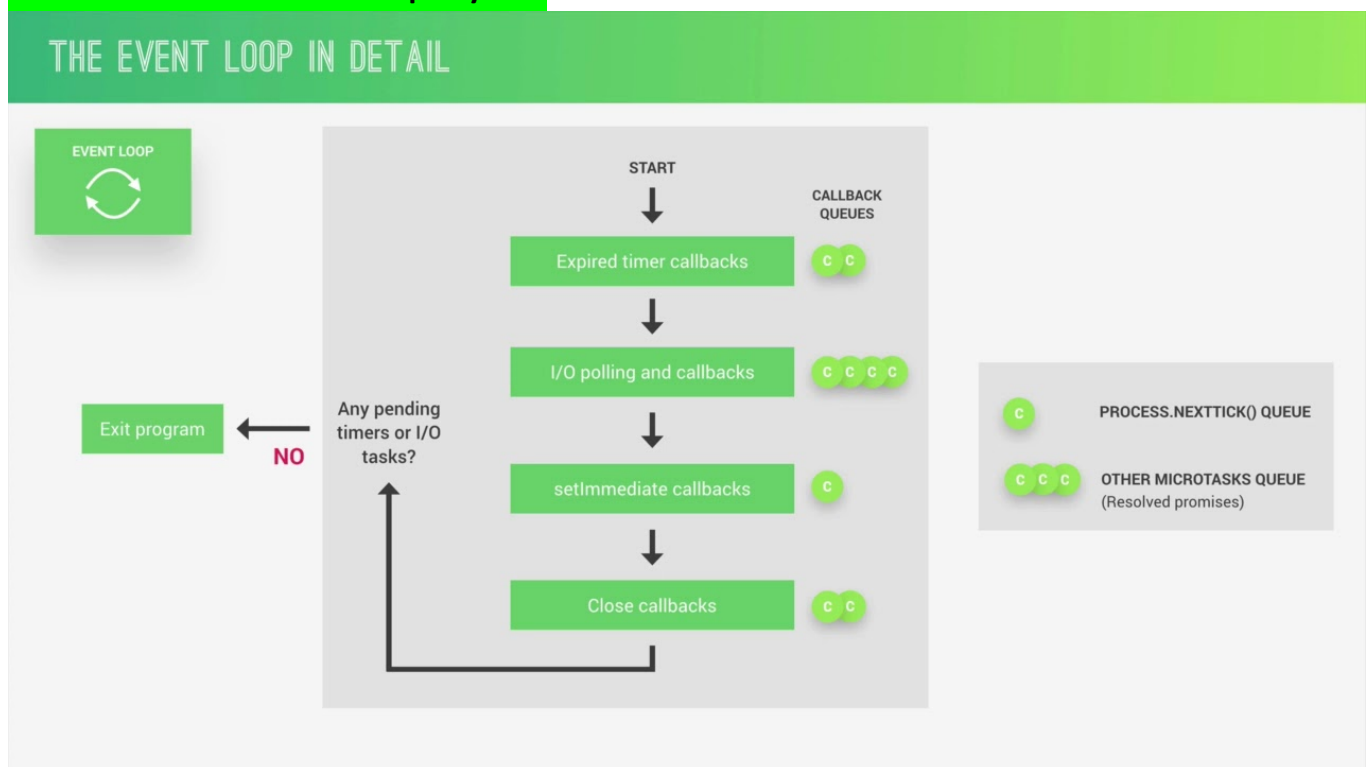 THE EVENT LOOP IN DETAIL
EVENT LOOP
START
CALLBACK
QUEUES
Expired timer callbacks
C C
I/O polling and callbacks
C C C C
setImmediate callbacks
C
Close callbacks
C C
Any pending
timers or I/O
tasks?
NO
Exit program
C
PROCESS.NEXTTICK() QUEUE
C C C
OTHER MICROTASKS QUEUE
(Resolved promises)